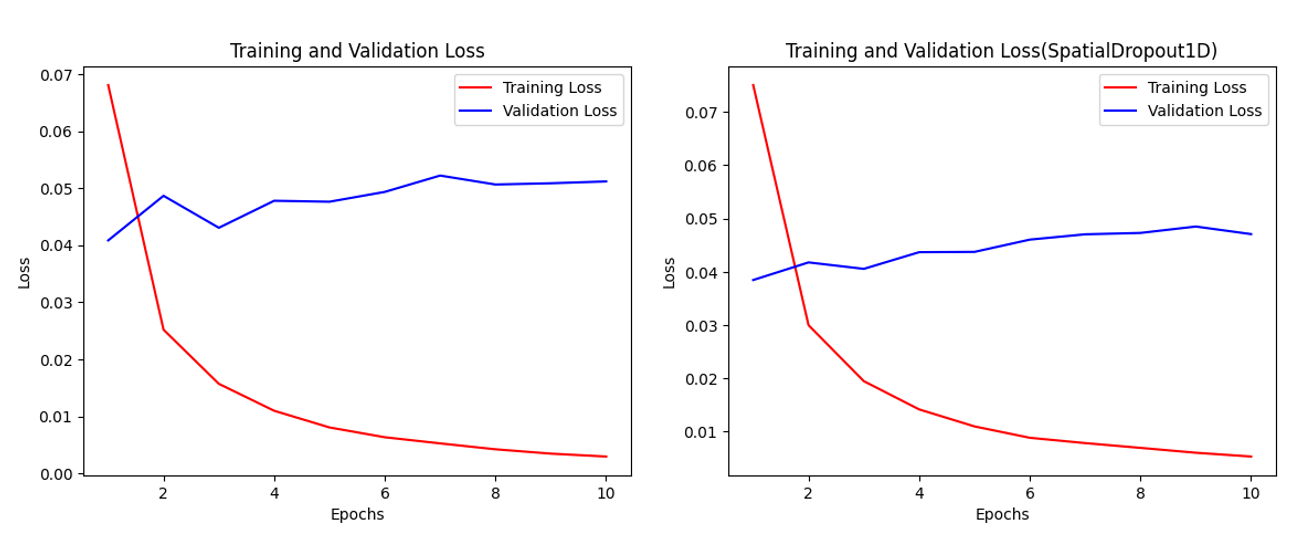 Training and Validation Loss
0.07
0.06
0.05
0.04
0.03
0.02
0.01
0.00
Loss
2
4
6
8
10
Epochs
Training Loss
Validation Loss
Training and Validation Loss(SpatialDropout1D)
0.07
0.06
0.05
0.04
0.03
0.02
0.01
Loss
2
4
6
8
10
Epochs
Training Loss
Validation Loss